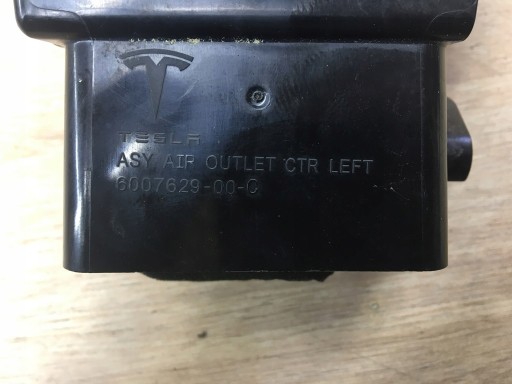 TESLA
ASY AIR OUTLET CTR LEFT
6007629-00-C